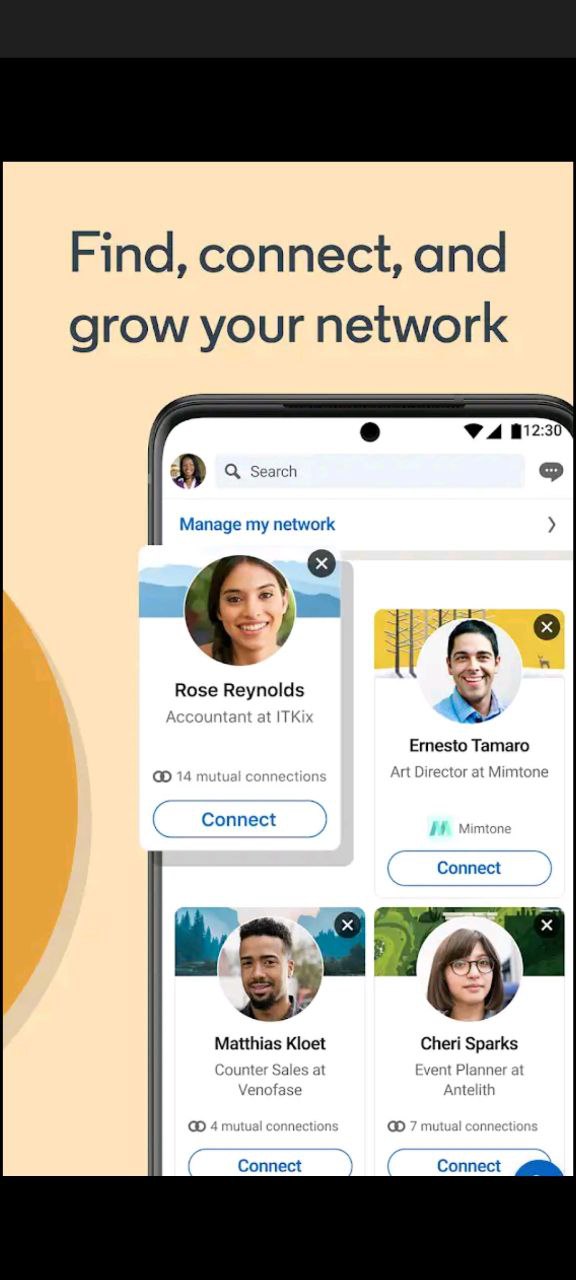 Find, connect, and
grow your network
12:30
Search
Manage my network
Rose Reynolds
Accountant at ITKix
14 mutual connections
Connect
Ernesto Tamaro
Art Director at Mimtone
Mimtone
Connect
Matthias Kloet
Counter Sales at
Venofase
4 mutual connections
Connect
Cheri Sparks
Event Planner at
Antelith
7 mutual connections
Connect